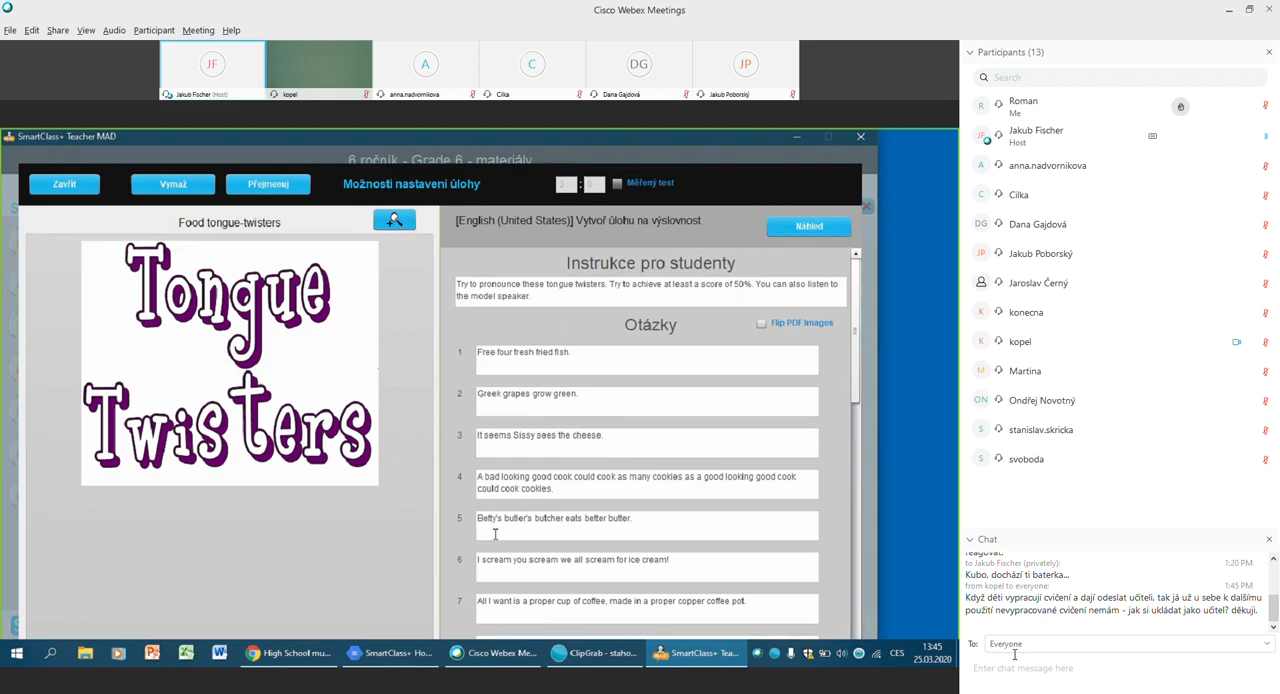 Cisco Webex Meetings
File Edit Share View Audio Participant Meeting Help
JF
Jakub Fischer (Host)
kopel
A
anna.nadvornikova
C
Cilka
DG
Dana Gajdová
JP
Jakub Poborský
SmartClass+ Teacher MAD
6 ročník - Grade 6 - materiály
Zavřít
Vymaž
Přejmenuj
Možnosti nastavení úlohy
: 0
Měřený test
Food tongue-twisters
Tongue
Twisters
[English (United States)] Vytvoř úlohu na výslovnost
Náhled
Instrukce pro studenty
Try to pronounce these tongue twisters. Try to achieve at least a score of 50%. You can also listen to
the model speaker.
Otázky
Flip PDF Images
1 Free four fresh fried fish.
2 Greek grapes grow green.
3 It seems Sissy sees the cheese.
4 A bad looking good cook could cook as many cookies as a good looking good cook
could cook cookies.
5 Betty's butler's butcher eats better butter.
6 I scream you scream we all scream for ice cream!
7 All I want is a proper cup of coffee, made in a proper copper coffee pot.
High School mu...
SmartClass+ Ho...
Cisco Webex Me...
ClipGrab - staho...
SmartClass+ Tea...
CES
13:45
25.03.2020
Participants (13)
Search
R Roman
Me
JF Jakub Fischer
Host
A anna.nadvornikova
C Cilka
DG Dana Gajdová
JP Jakub Poborský
Jaroslav Černý
K konecna
K kopel
M Martina
ON Ondřej Novotný
S stanislav.skricka
S svoboda
Chat
reagovat.
to Jakub Fischer (privately): 1:20 PM
Kubo, dochází ti baterka...
from kopel to everyone: 1:45 PM
Když děti vypracují cvičení a dají odeslat učiteli, tak já už u sebe k dalšímu
použití nevypracované cvičení nemám - jak si ukládat jako učitel? děkuji.
To: Everyone
Enter chat message here